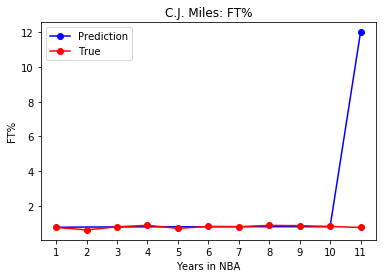 C.J. Miles: FT%
Prediction
True
FT%
12
10
8
6
4
2
1 2 3 4 5 6 7 8 9 10 11
Years in NBA